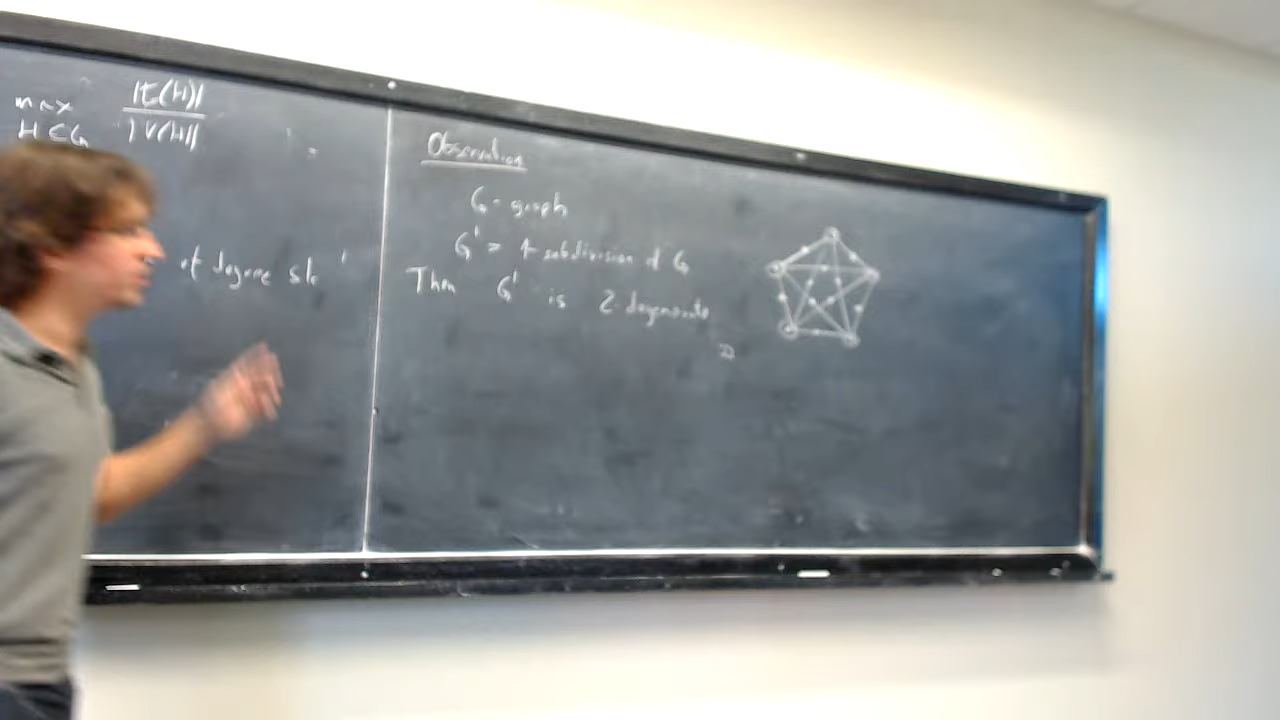 max |E(H)|
H ⊆ G |V(H)|
of degree ≤ k
Observation
G - graph
G' = 1-subdivision of G
Then G' is 2-degenerate